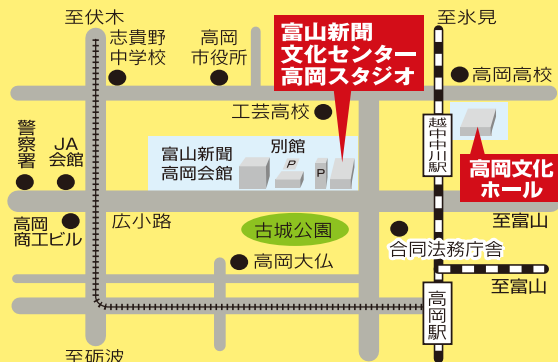 至伏木
至氷見
志貴野
中学校
高岡
市役所
富山新聞
文化センター
高岡スタジオ
高岡高校
工芸高校
越中中川駅
警察署
JA
会館
富山新聞
高岡会館
別館
P
P
高岡文化
ホール
高岡
商工ビル
広小路
古城公園
至富山
合同法務庁舎
高岡大仏
至富山
高岡駅
至砺波